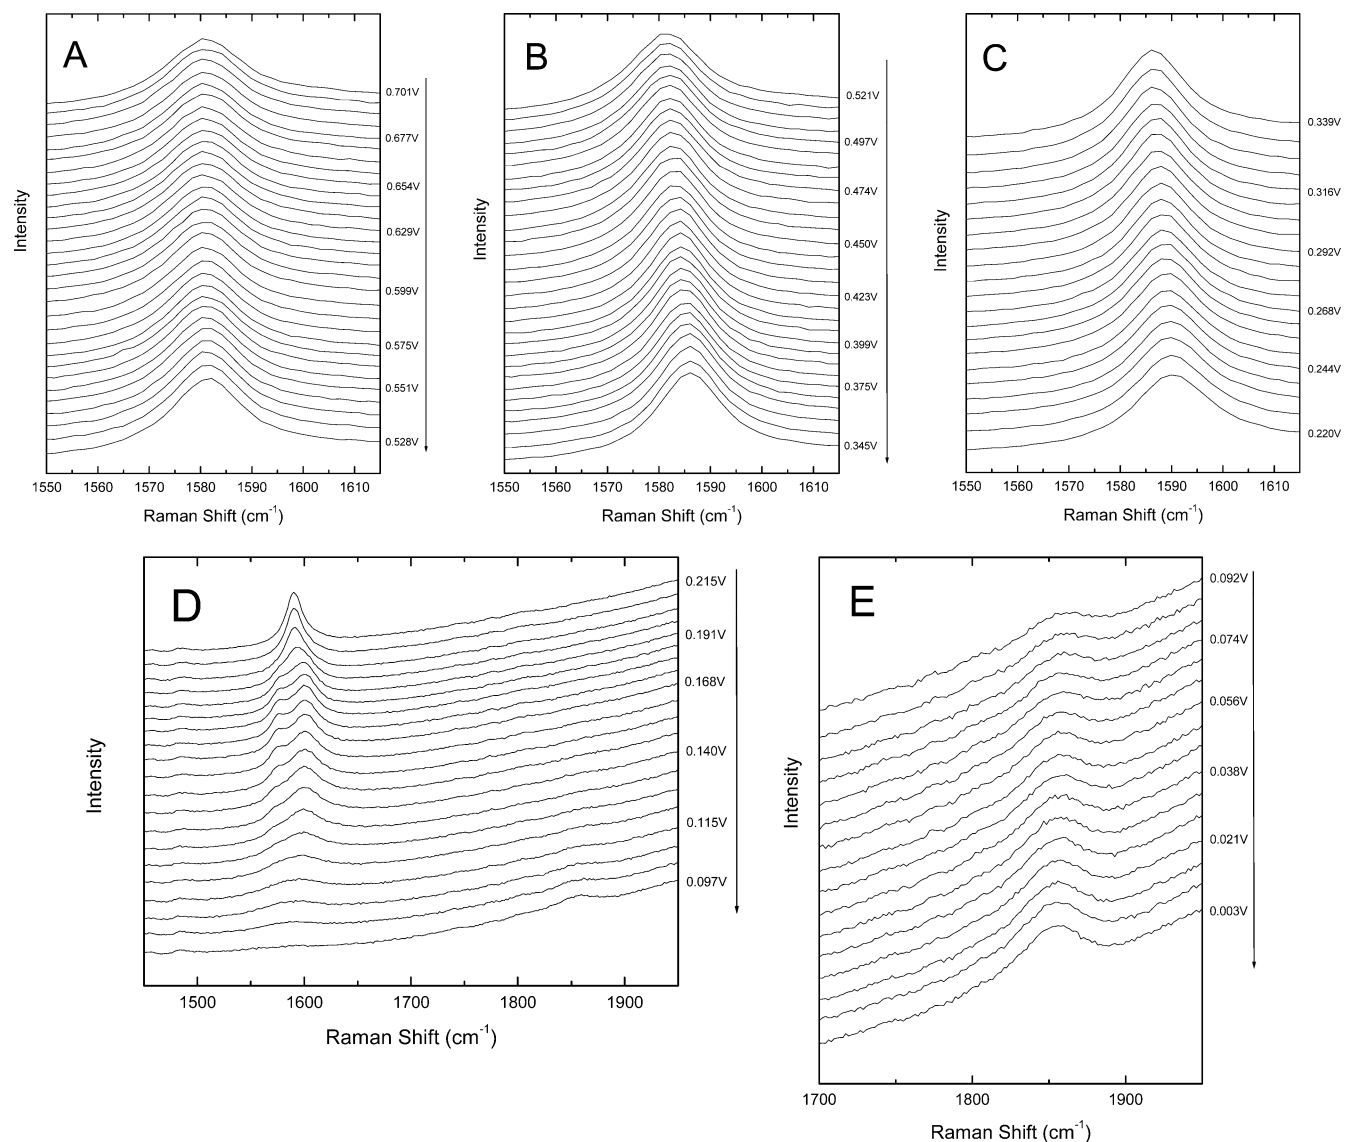 A
0.701V
0.677V
0.654V
0.629V
0.599V
0.575V
0.551V
0.528V
Intensity
1550 1560 1570 1580 1590 1600 1610
Raman Shift (cm-1)
B
0.521V
0.497V
0.474V
0.450V
0.423V
0.399V
0.375V
0.345V
Intensity
1550 1560 1570 1580 1590 1600 1610
Raman Shift (cm-1)
C
0.339V
0.316V
0.292V
0.268V
0.244V
0.220V
Intensity
1550 1560 1570 1580 1590 1600 1610
Raman Shift (cm-1)
D
0.215V
0.191V
0.168V
0.140V
0.115V
0.097V
Intensity
1500 1600 1700 1800 1900
Raman Shift (cm-1)
E
0.092V
0.074V
0.056V
0.038V
0.021V
0.003V
Intensity
1700 1800 1900
Raman Shift (cm-1)